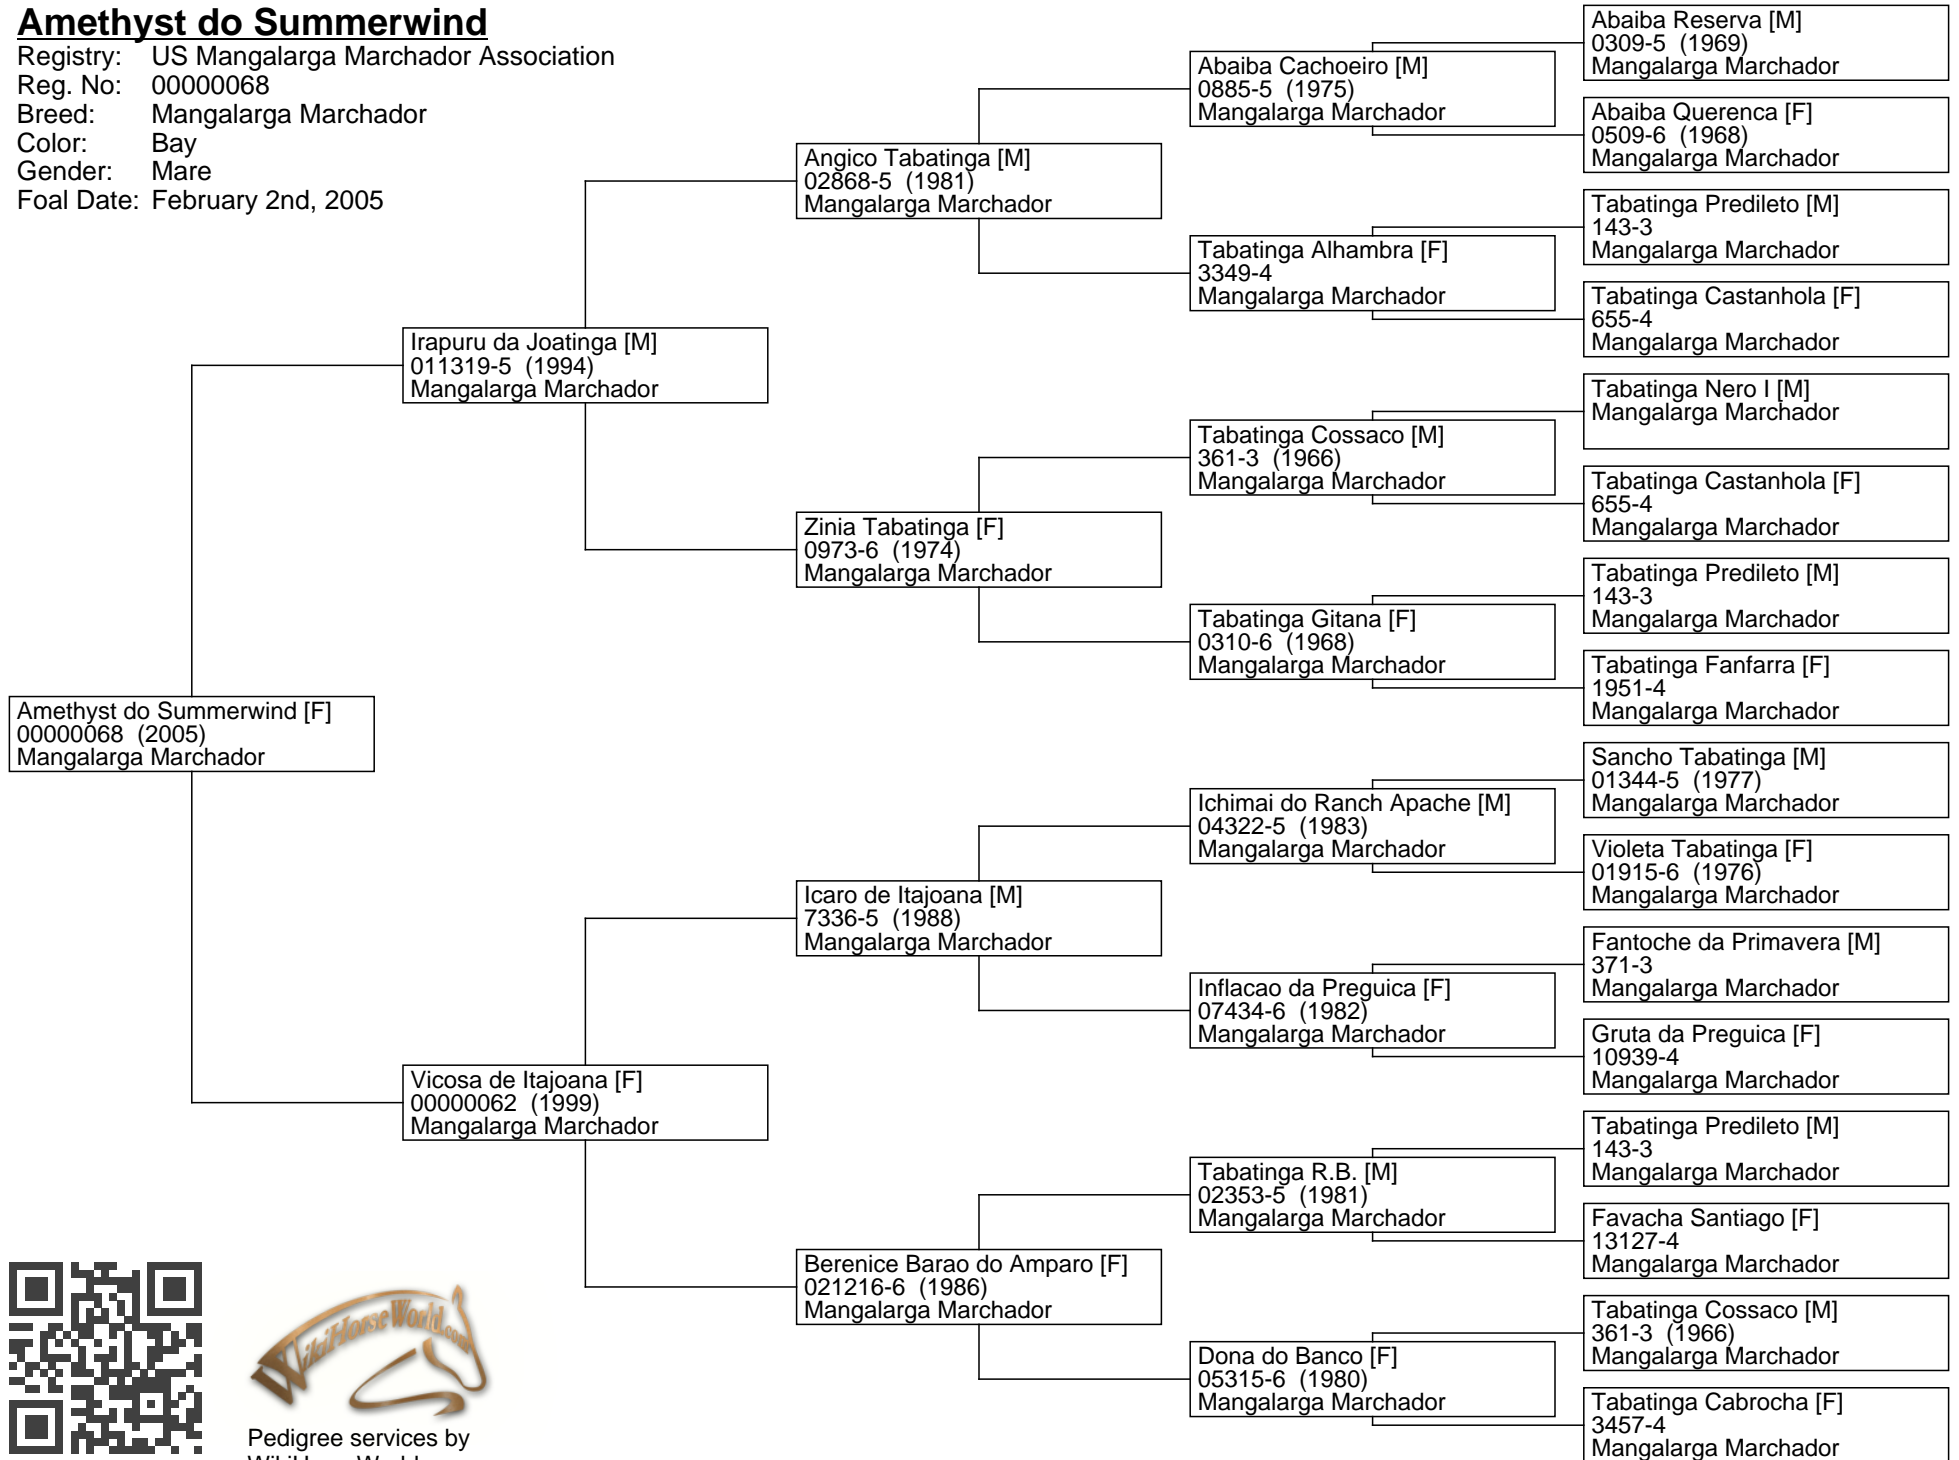 Amethyst do Summerwind
Registry: US Mangalarga Marchador Association
Reg. No: 00000068
Breed: Mangalarga Marchador
Color: Bay
Gender: Mare
Foal Date: February 2nd, 2005
Amethyst do Summerwind [F]
00000068 (2005)
Mangalarga Marchador
Irapuru da Joatinga [M]
011319-5 (1994)
Mangalarga Marchador
Vicosa de Itajoana [F]
00000062 (1999)
Mangalarga Marchador
Angico Tabatinga [M]
02868-5 (1981)
Mangalarga Marchador
Zinia Tabatinga [F]
0973-6 (1974)
Mangalarga Marchador
Icaro de Itajoana [M]
7336-5 (1988)
Mangalarga Marchador
Berenice Barao do Amparo [F]
021216-6 (1986)
Mangalarga Marchador
Abaiba Cachoeiro [M]
0885-5 (1975)
Mangalarga Marchador
Tabatinga Alhambra [F]
3349-4
Mangalarga Marchador
Tabatinga Cossaco [M]
361-3 (1966)
Mangalarga Marchador
Tabatinga Gitana [F]
0310-6 (1968)
Mangalarga Marchador
Ichimai do Ranch Apache [M]
04322-5 (1983)
Mangalarga Marchador
Inflacao da Preguica [F]
07434-6 (1982)
Mangalarga Marchador
Tabatinga R.B. [M]
02353-5 (1981)
Mangalarga Marchador
Dona do Banco [F]
05315-6 (1980)
Mangalarga Marchador
Abaiba Reserva [M]
0309-5 (1969)
Mangalarga Marchador
Abaiba Querenca [F]
0509-6 (1968)
Mangalarga Marchador
Tabatinga Predileto [M]
143-3
Mangalarga Marchador
Tabatinga Castanhola [F]
655-4
Mangalarga Marchador
Tabatinga Nero I [M]
Mangalarga Marchador
Tabatinga Castanhola [F]
655-4
Mangalarga Marchador
Tabatinga Predileto [M]
143-3
Mangalarga Marchador
Tabatinga Fanfarra [F]
1951-4
Mangalarga Marchador
Sancho Tabatinga [M]
01344-5 (1977)
Mangalarga Marchador
Violeta Tabatinga [F]
01915-6 (1976)
Mangalarga Marchador
Fantoche da Primavera [M]
371-3
Mangalarga Marchador
Gruta da Preguica [F]
10939-4
Mangalarga Marchador
Tabatinga Predileto [M]
143-3
Mangalarga Marchador
Favacha Santiago [F]
13127-4
Mangalarga Marchador
Tabatinga Cossaco [M]
361-3 (1966)
Mangalarga Marchador
Tabatinga Cabrocha [F]
3457-4
Mangalarga Marchador
WikiHorseWorld.com
Pedigree services by